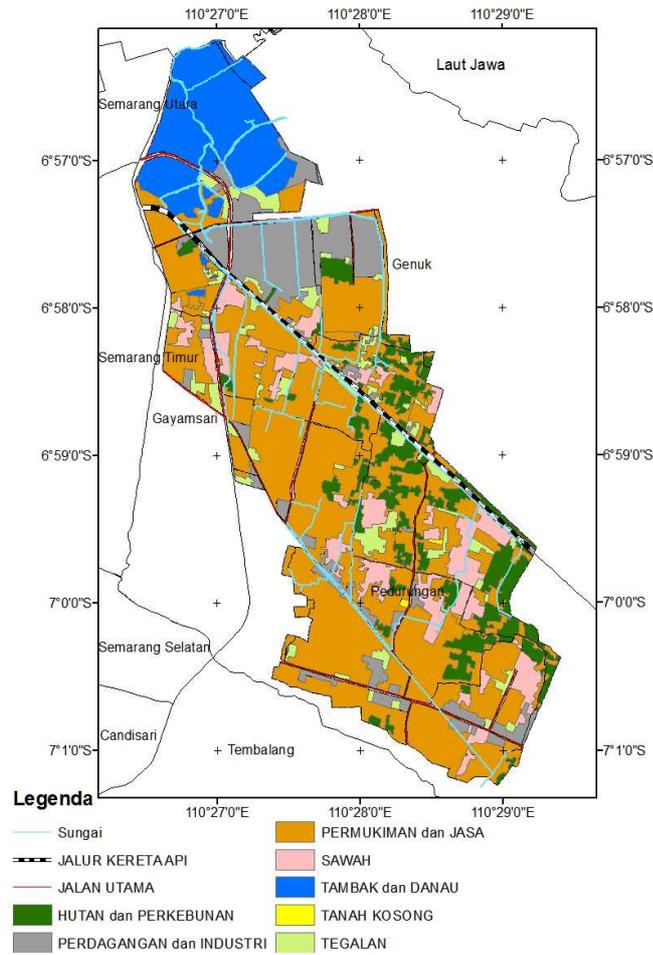 110°27'0"E 110°28'0"E 110°29'0"E
Laut Jawa
Semarang Utara
6°57'0"S 6°57'0"S
Genuk
6°58'0"S 6°58'0"S
Semarang Timur
Gayamsari
6°59'0"S 6°59'0"S
Pedurungan
7°0'0"S 7°0'0"S
Semarang Selatan
Candisari
Tembalang
7°1'0"S 7°1'0"S
Legenda
110°27'0"E 110°28'0"E 110°29'0"E
Sungai
JALUR KERETA API
JALAN UTAMA
HUTAN dan PERKEBUNAN
PERDAGANGAN dan INDUSTRI
PERMUKIMAN dan JASA
SAWAH
TAMBAK dan DANAU
TANAH KOSONG
TEGALAN